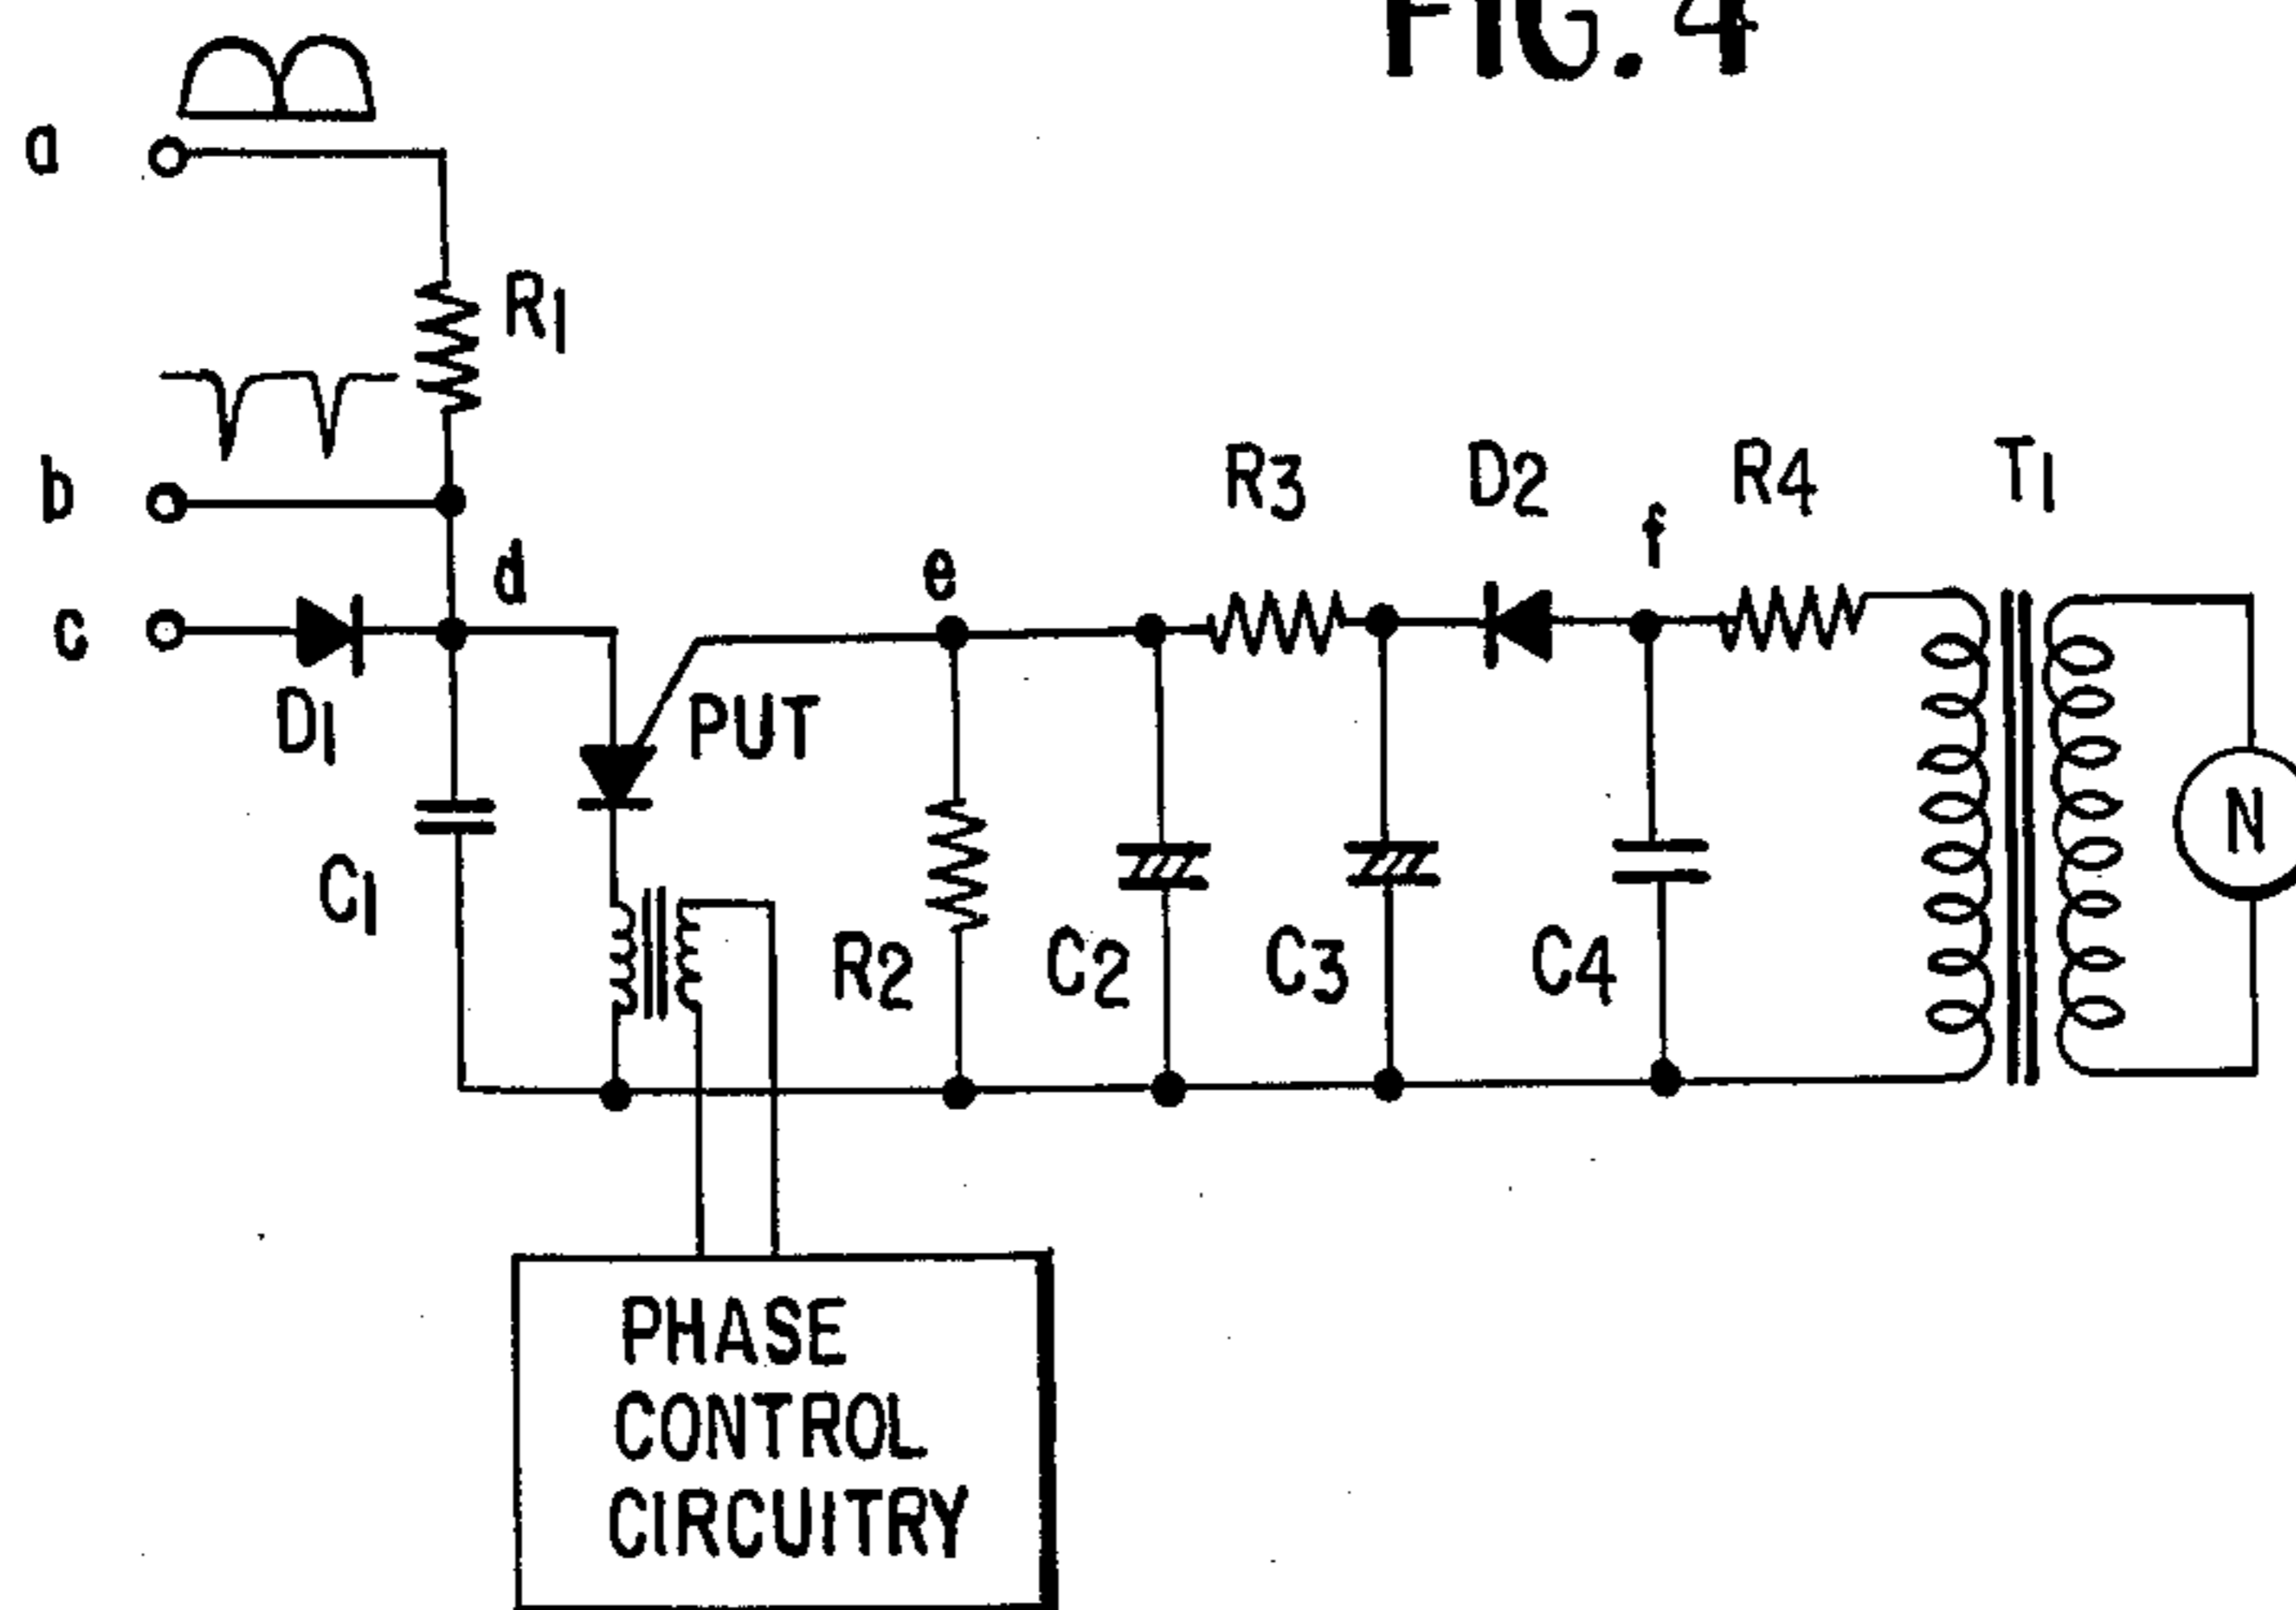 FIG. 4
a
R1
b
c
d
e
R3
D2
f
R4
T1
D1
PUT
N
C1
R2
C2
C3
C4
PHASE
CONTROL
CIRCUITRY